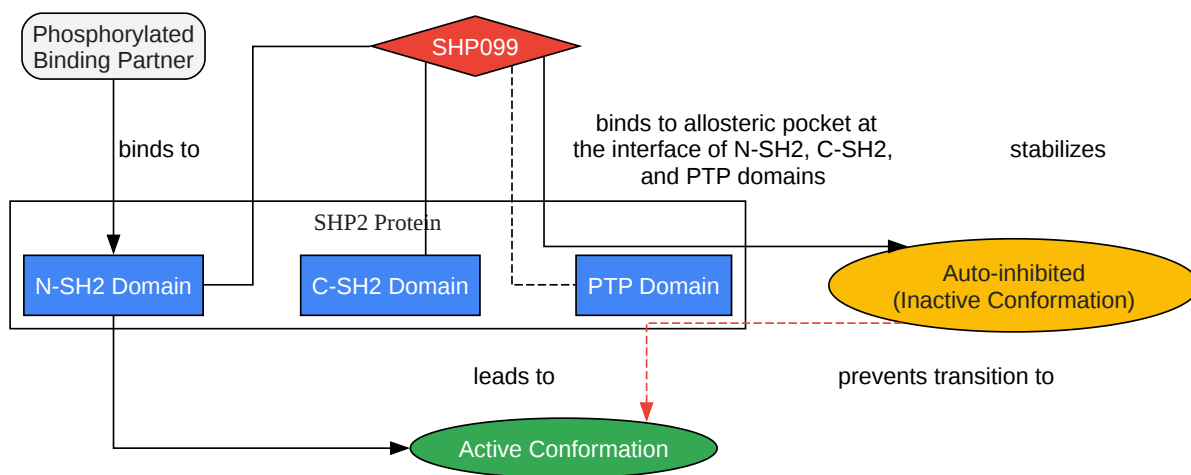 Phosphorylated
Binding Partner
SHP099
binds to
binds to allosteric pocket at
the interface of N-SH2, C-SH2,
and PTP domains
stabilizes
SHP2 Protein
N-SH2 Domain
C-SH2 Domain
PTP Domain
Auto-inhibited
(Inactive Conformation)
leads to
prevents transition to
Active Conformation